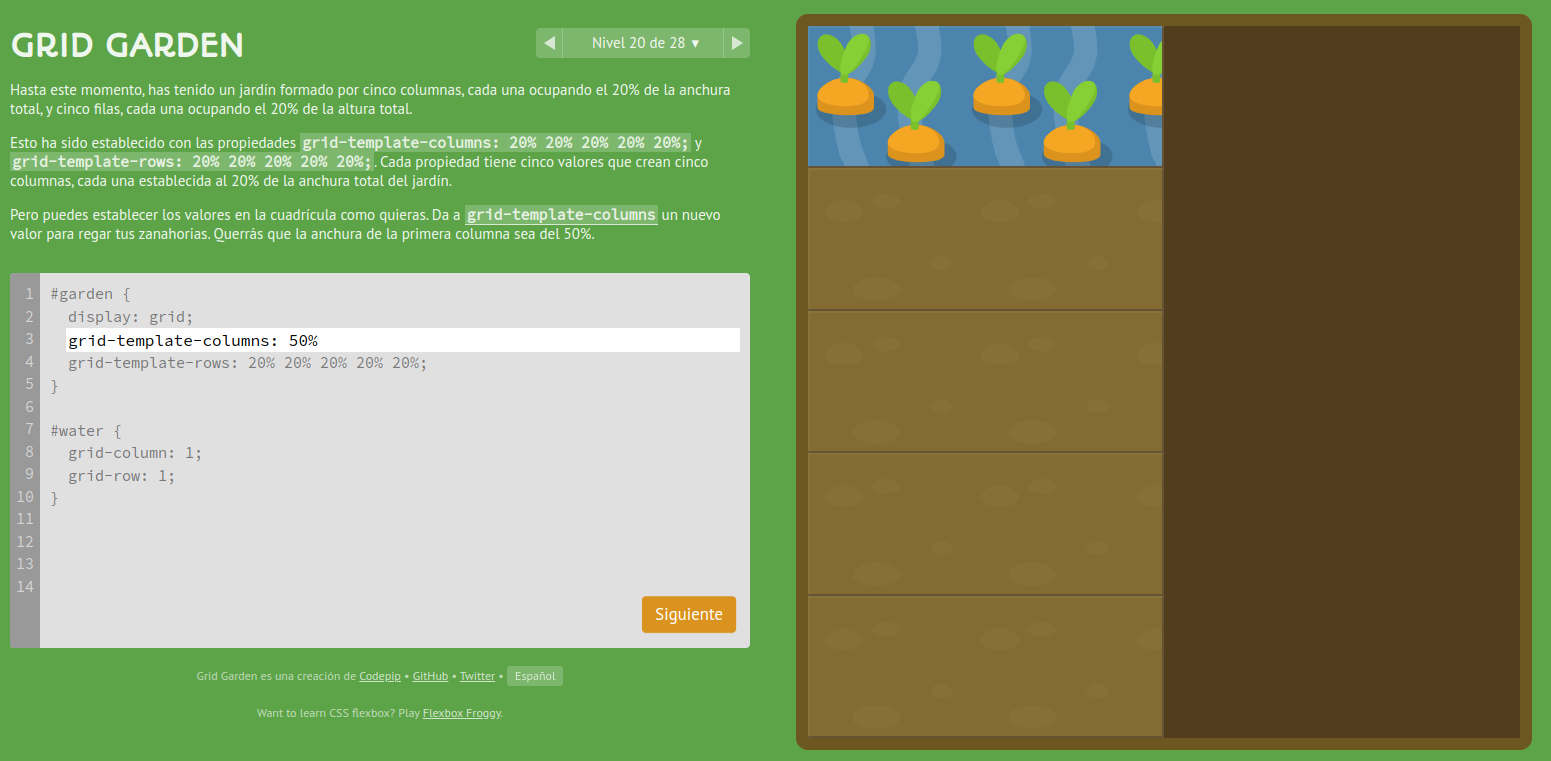 GRID GARDEN
Nivel 20 de 28 ▾
Hasta este momento, has tenido un jardín formado por cinco columnas, cada una ocupando el 20% de la anchura
total, y cinco filas, cada una ocupando el 20% de la altura total.
Esto ha sido establecido con las propiedades grid-template-columns: 20% 20% 20% 20% 20%; y
grid-template-rows: 20% 20% 20% 20% 20%;. Cada propiedad tiene cinco valores que crean cinco
columnas, cada una establecida al 20% de la anchura total del jardín.
Pero puedes establecer los valores en la cuadrícula como quieras. Da a grid-template-columns un nuevo
valor para regar tus zanahorias. Querrás que la anchura de la primera columna sea del 50%.
1 #garden {
2 display: grid;
3 grid-template-columns: 50%
4 grid-template-rows: 20% 20% 20% 20% 20%;
5 }
6
7 #water {
8 grid-column: 1;
9 grid-row: 1;
10 }
11
12
13
14
Siguiente
Grid Garden es una creación de Codepip • GitHub • Twitter • Español
Want to learn CSS flexbox? Play Flexbox Froggy.